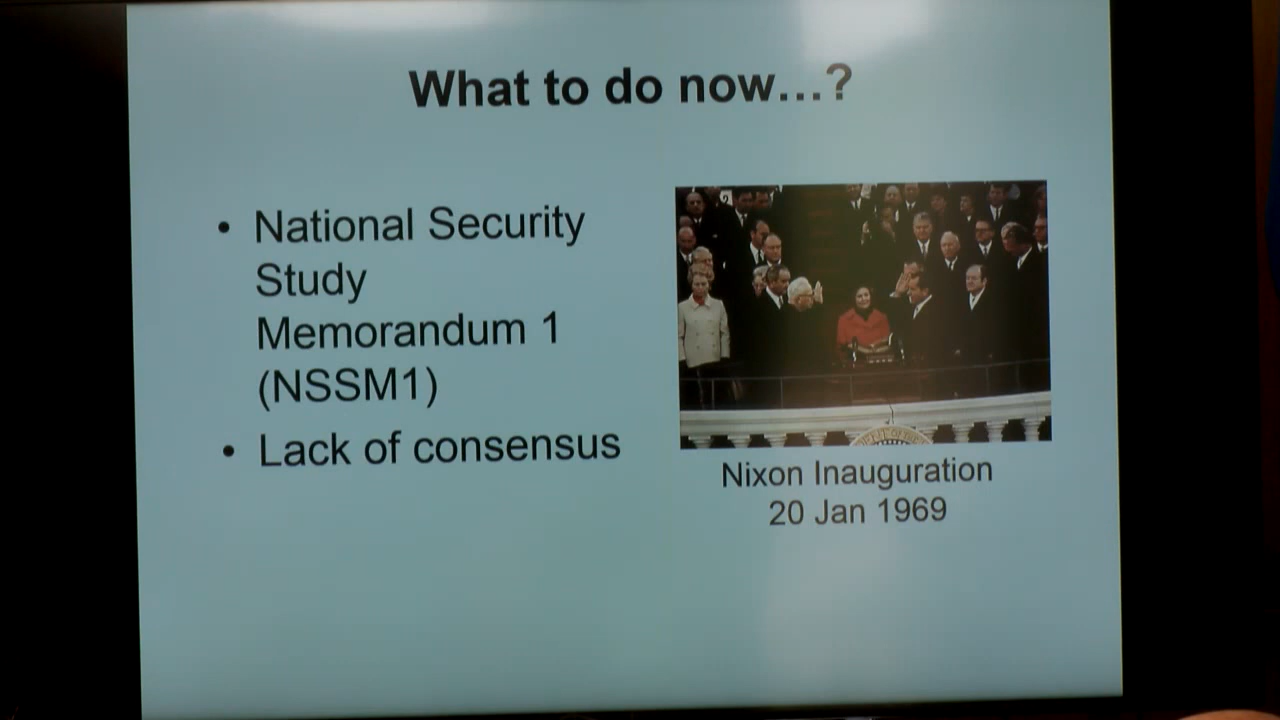 What to do now...?
• National Security
Study
Memorandum 1
(NSSM1)
• Lack of consensus
Nixon Inauguration
20 Jan 1969